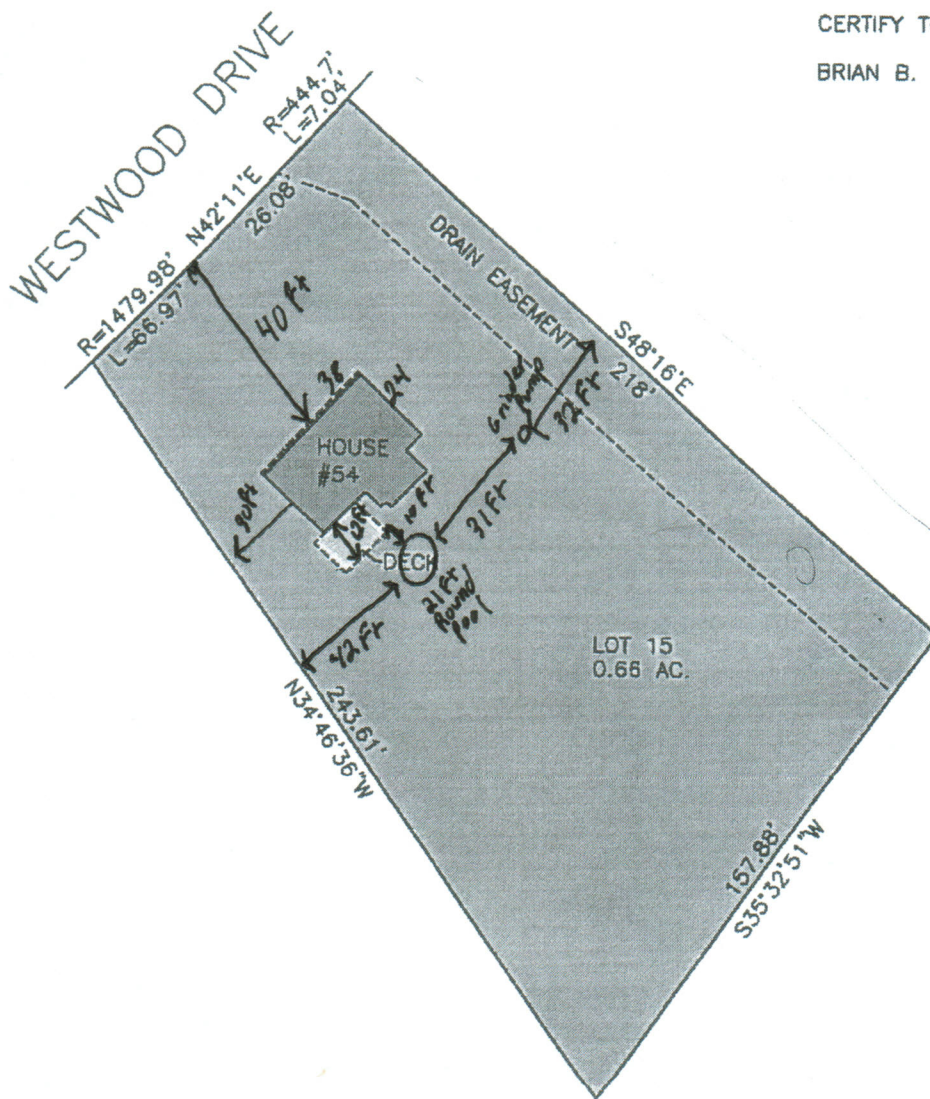 CERTIFY T
BRIAN B.
WESTWOOD DRIVE
R=444.7'
L=7.04'
N42°11'E
26.08'
R=1479.98'
L=66.97'
40 ft
DRAIN EASEMENT
S48°16'E
218'
38
24
HOUSE
#54
Grinder
Pump
32 Ft
31 Ft
10 ft
DECK
21 Ft
Round
pool
42 Ft
LOT 15
0.66 AC.
243.61'
N34°46'36"W
157.88'
S35°32'51"W